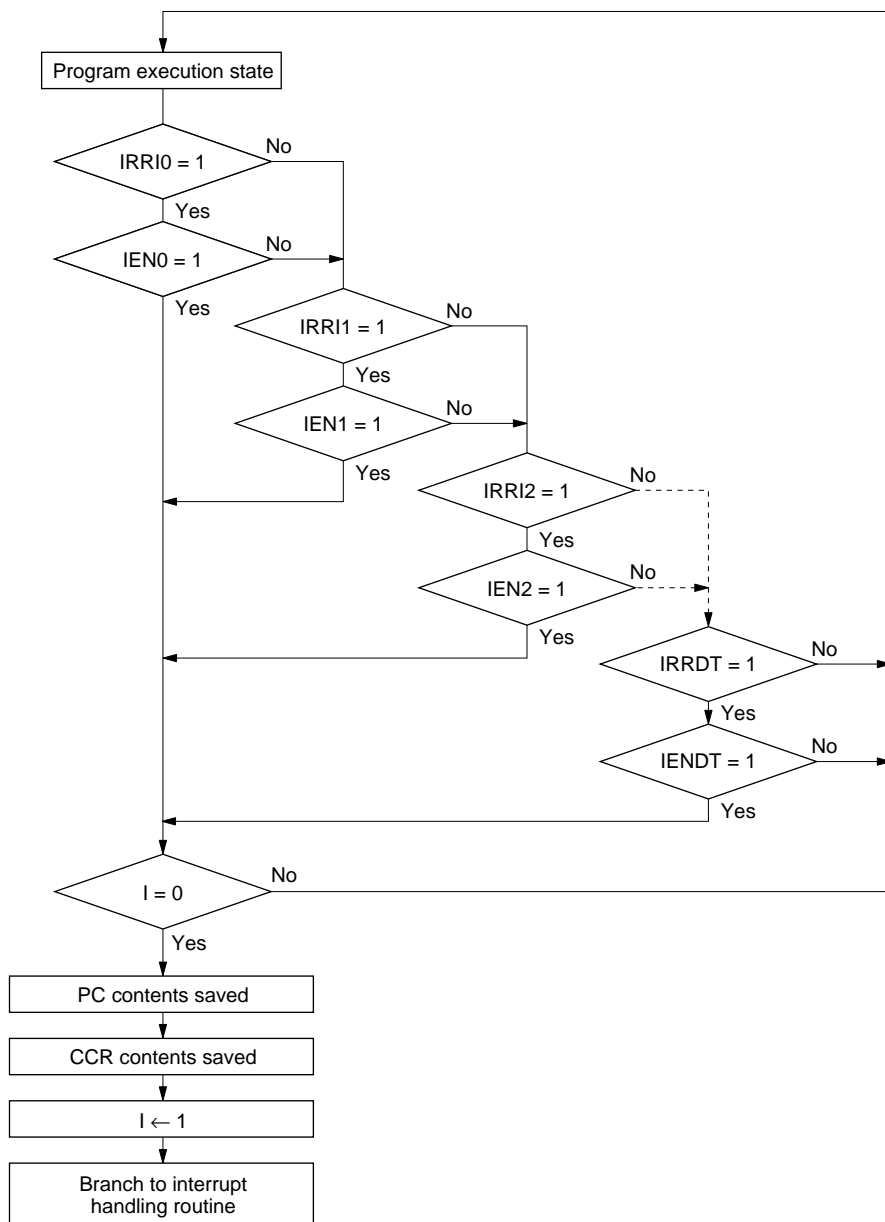 Program execution state
IRRI0 = 1
No
Yes
IEN0 = 1
No
Yes
IRRI1 = 1
No
Yes
IEN1 = 1
No
Yes
IRRI2 = 1
No
Yes
IEN2 = 1
No
Yes
IRRDT = 1
No
Yes
IENDT = 1
No
Yes
I = 0
No
Yes
PC contents saved
CCR contents saved
I ← 1
Branch to interrupt
handling routine